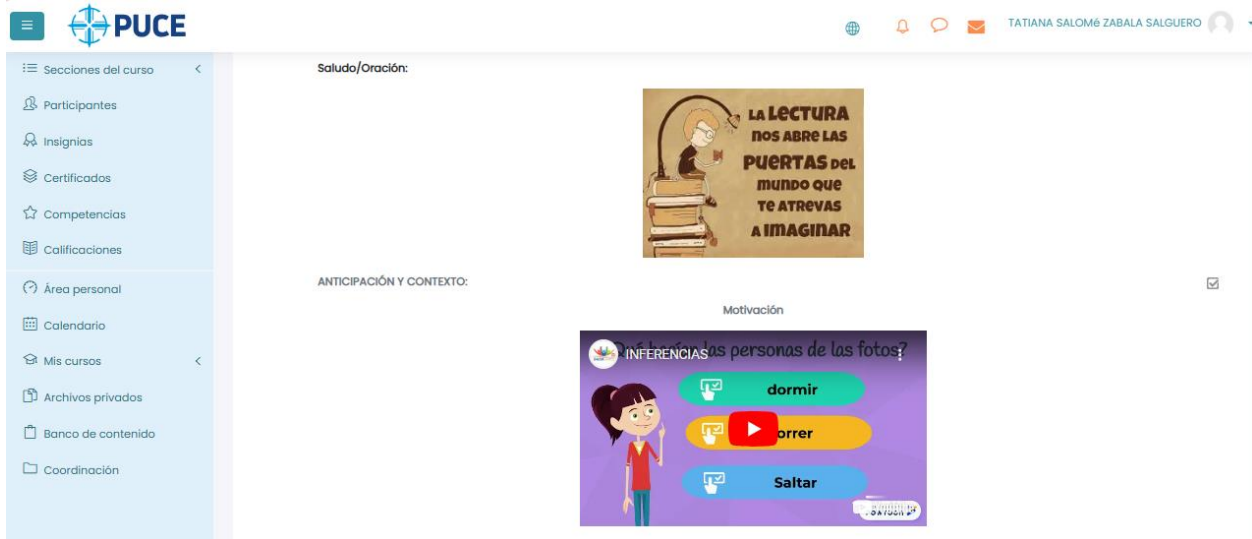 PUCE
TATIANA SALOMé ZABALA SALGUERO
Secciones del curso
Participantes
Insignias
Certificados
Competencias
Calificaciones
Área personal
Calendario
Mis cursos
Archivos privados
Banco de contenido
Coordinación
Saludo/Oración:
LA LECTURA
NOS ABRE LAS
PUERTAS DEL
MUNDO QUE
TE ATREVAS
A IMAGINAR
ANTICIPACIÓN Y CONTEXTO:
Motivación
INFERENCIAS
las personas de las fotos?
dormir
orrer
Saltar